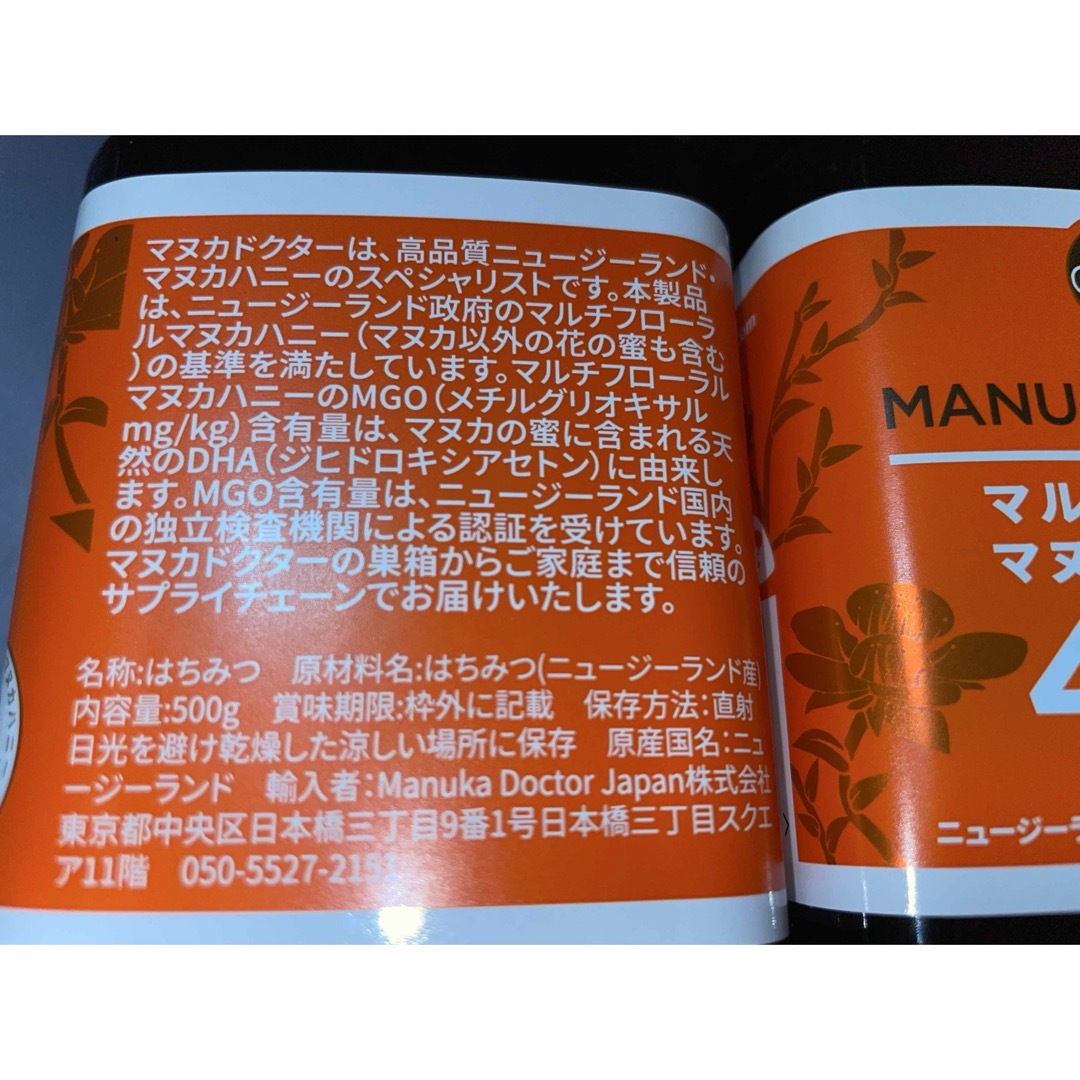 マヌカドクターは、高品質ニュージーランド・
マヌカハニーのスペシャリストです。本製品
は、ニュージーランド政府のマルチフローラ
ルマヌカハニー（マヌカ以外の花の蜜も含む
）の基準を満たしています。マルチフローラル
マヌカハニーのMGO（メチルグリオキサル
mg/kg）含有量は、マヌカの蜜に含まれる天
然のDHA（ジヒドロキシアセトン）に由来し
ます。MGO含有量は、ニュージーランド国内
の独立検査機関による認証を受けています。
マヌカドクターの巣箱からご家庭まで信頼の
サプライチェーンでお届けいたします。
名称:はちみつ　原材料名:はちみつ(ニュージーランド産)
内容量:500g　賞味期限:枠外に記載　保存方法：直射
日光を避け乾燥した涼しい場所に保存　原産国名：ニュ
ージーランド　輸入者：Manuka Doctor Japan株式会社
東京都中央区日本橋三丁目9番1号日本橋三丁目スクエ
ア11階　050-5527-2151
MANU
マル
マヌ
4
ニュージーラ